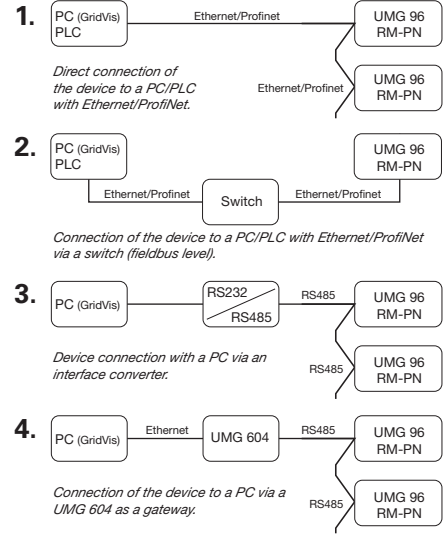 1.
PC (GridVis)
PLC
Ethernet/Profinet
UMG 96
RM-PN
Direct connection of
the device to a PC/PLC
with Ethernet/ProfiNet.
Ethernet/Profinet
UMG 96
RM-PN
2.
PC (GridVis)
PLC
UMG 96
RM-PN
Ethernet/Profinet
Switch
Ethernet/Profinet
Connection of the device to a PC/PLC with Ethernet/ProfiNet
via a switch (fieldbus level).
3.
PC (GridVis)
RS232
RS485
RS485
UMG 96
RM-PN
Device connection with a PC via an
interface converter.
RS485
UMG 96
RM-PN
4.
PC (GridVis)
Ethernet
UMG 604
RS485
UMG 96
RM-PN
Connection of the device to a PC via a
UMG 604 as a gateway.
RS485
UMG 96
RM-PN